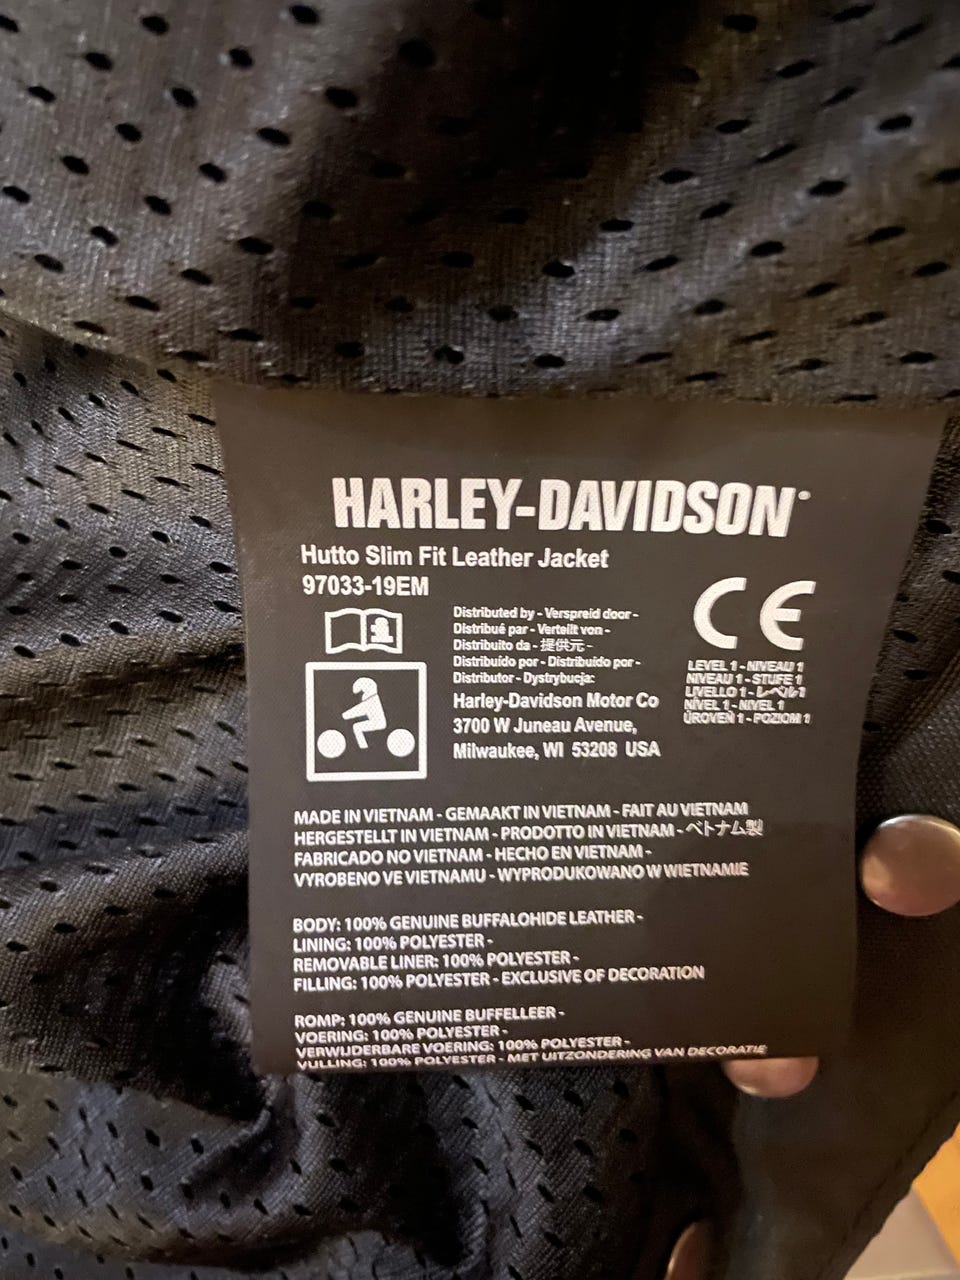 HARLEY-DAVIDSON
Hutto Slim Fit Leather Jacket
97033-19EM
Distributed by - Verspreid door -
Distribué par - Verteilt von -
Distribuito da - 提供元 -
Distribuído por - Distribuido por -
Distributor - Dystrybucja:
Harley-Davidson Motor Co
3700 W Juneau Avenue,
Milwaukee, WI 53208 USA
CE
LEVEL 1 - NIVEAU 1
NIVEAU 1 - STUFE 1
LIVELLO 1 - レベル1
NÍVEL 1 - NIVEL 1
ÚROVEŇ 1 - POZIOM 1
MADE IN VIETNAM - GEMAAKT IN VIETNAM - FAIT AU VIETNAM
HERGESTELLT IN VIETNAM - PRODOTTO IN VIETNAM - ベトナム製
FABRICADO NO VIETNAM - HECHO EN VIETNAM -
VYROBENO VE VIETNAMU - WYPRODUKOWANO W WIETNAMIE
BODY: 100% GENUINE BUFFALOHIDE LEATHER -
LINING: 100% POLYESTER -
REMOVABLE LINER: 100% POLYESTER -
FILLING: 100% POLYESTER - EXCLUSIVE OF DECORATION
ROMP: 100% GENUINE BUFFELLEER -
VOERING: 100% POLYESTER -
VERWIJDERBARE VOERING: 100% POLYESTER -
VULLING: 100% POLYESTER - MET UITZONDERING VAN DECORATIE